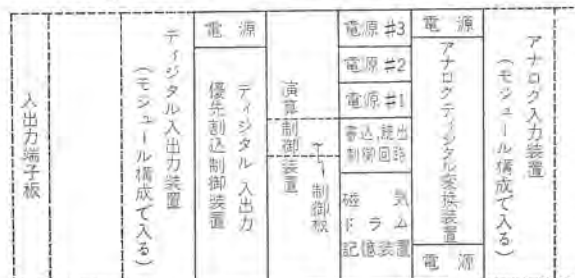 入出力端子板
ディジタル入出力装置
(モジュール構成で入る)
電源
ディジタル入出力
優先割込制御装置
演算制御装置
制御板
電源#3
電源#2
電源#1
書込読出
制御回路
磁気
ドラム
記憶装置
電源
アナログディジタル変換装置
電源
アナログ入力装置
(モジュール構成で入る)